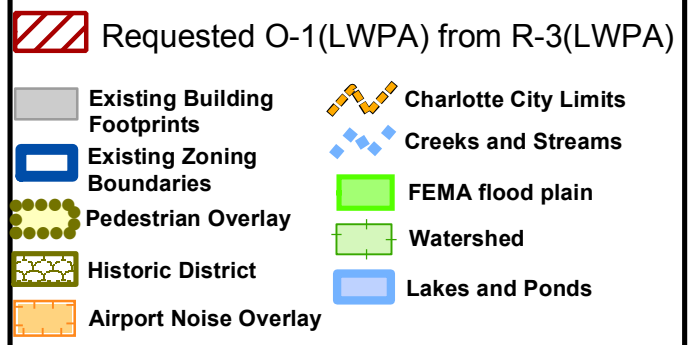 Requested O-1(LWPA) from R-3(LWPA)
Existing Building
Footprints
Existing Zoning
Boundaries
Pedestrian Overlay
Historic District
Airport Noise Overlay
Charlotte City Limits
Creeks and Streams
FEMA flood plain
Watershed
Lakes and Ponds